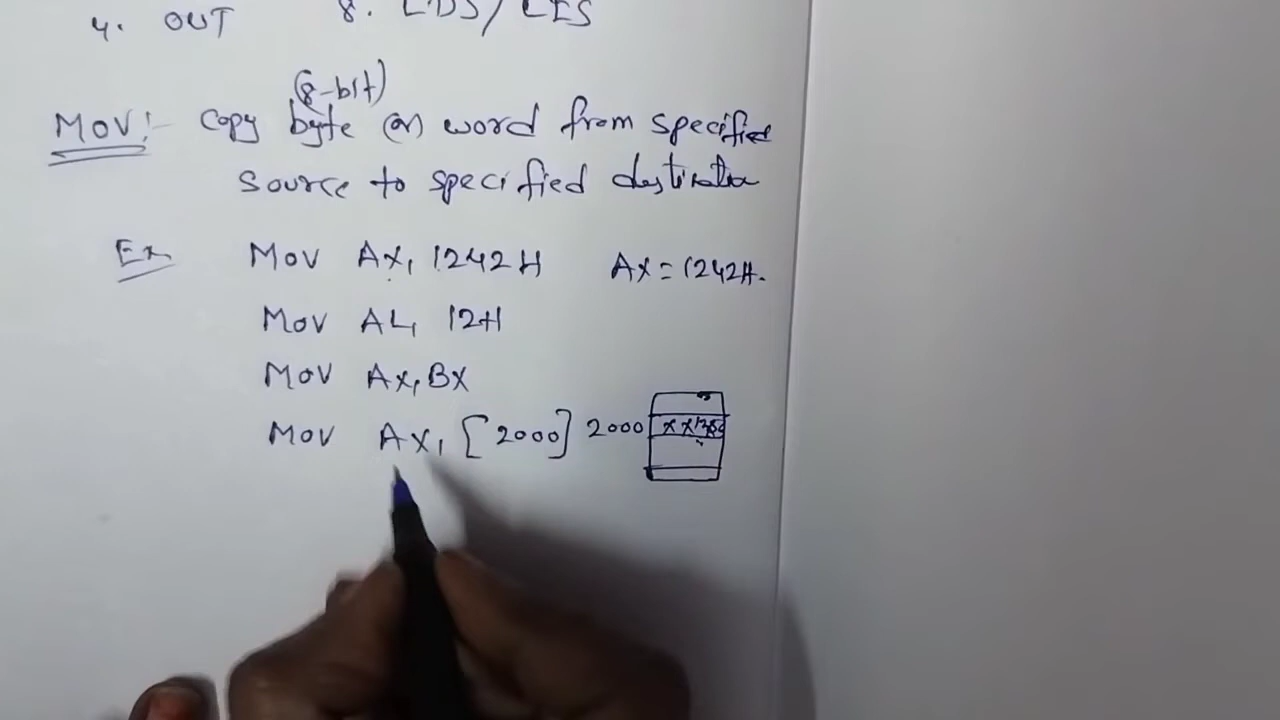 4. OUT 8. LDS/LES
(8-bit)
MOV:- Copy byte (or) word from specified
source to specified destination
Ex. MOV AX, 1242H AX = 1242H.
MOV AL, 12H
MOV AX, BX
MOV AX, [2000] 2000